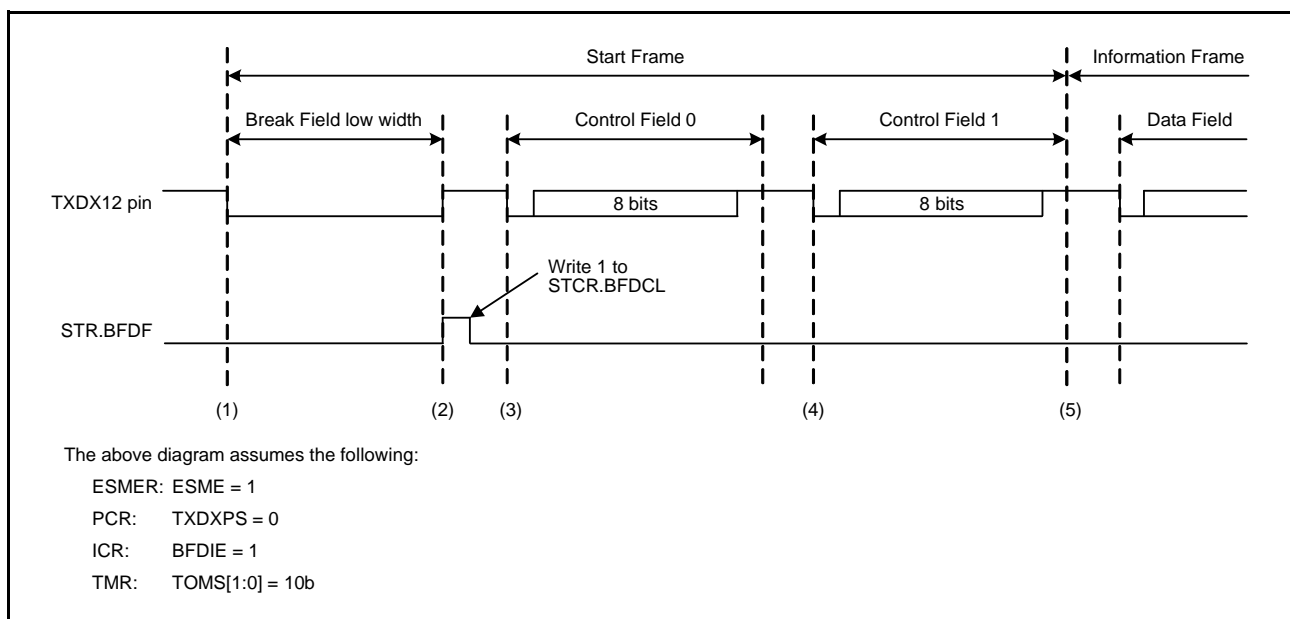 Start Frame
Information Frame
Break Field low width
Control Field 0
Control Field 1
Data Field
TXDX12 pin
8 bits
8 bits
Write 1 to
STCR.BFDCL
STR.BFDF
(1)
(2)
(3)
(4)
(5)
The above diagram assumes the following:
ESMER: ESME = 1
PCR: TXDXPS = 0
ICR: BFDIE = 1
TMR: TOMS[1:0] = 10b